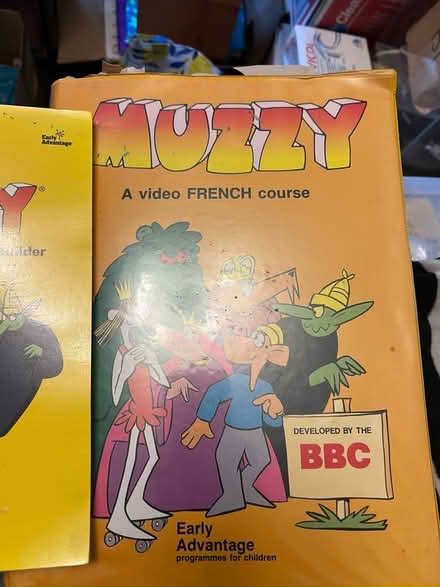 MUZZY
A video FRENCH course
DEVELOPED BY THE
BBC
Early
Advantage
programmes for children
Early
Advantage
Y®
uilder